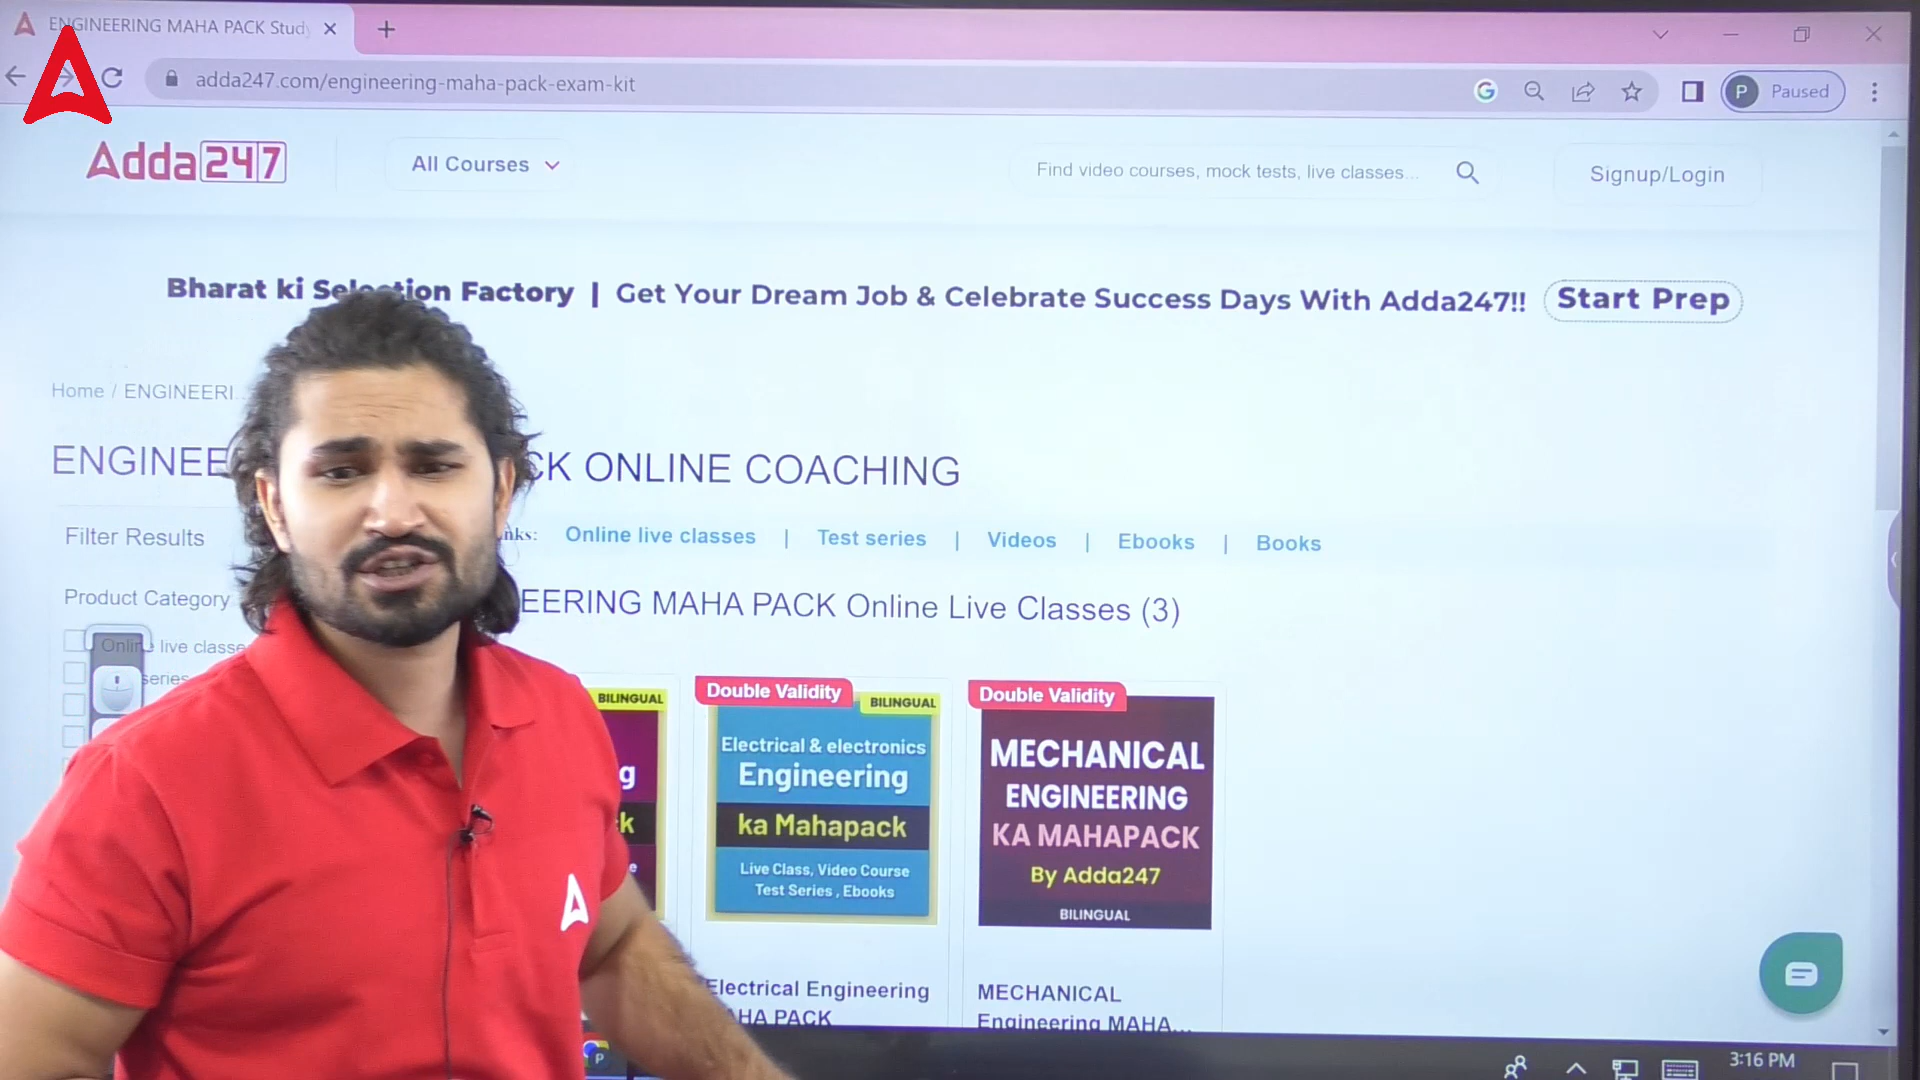 ENGINEERING MAHA PACK Stud
adda247.com/engineering-maha-pack-exam-kit
P Paused
Adda247
All Courses
Find video courses, mock tests, live classes...
Signup/Login
Bharat ki Selection Factory | Get Your Dream Job & Celebrate Success Days With Adda247!! Start Prep
Home / ENGINEERI...
ENGINEE CK ONLINE COACHING
Filter Results
nks: Online live classes | Test series | Videos | Ebooks | Books
Product Category
EERING MAHA PACK Online Live Classes (3)
Online live classe
series
BILINGUAL
g
k
e
Double Validity
BILINGUAL
Electrical & electronics
Engineering
ka Mahapack
Live Class, Video Course
Test Series , Ebooks
Electrical Engineering
AHA PACK
Double Validity
MECHANICAL
ENGINEERING
KA MAHAPACK
By Adda247
BILINGUAL
MECHANICAL
Engineering MAHA...
P
3:16 PM